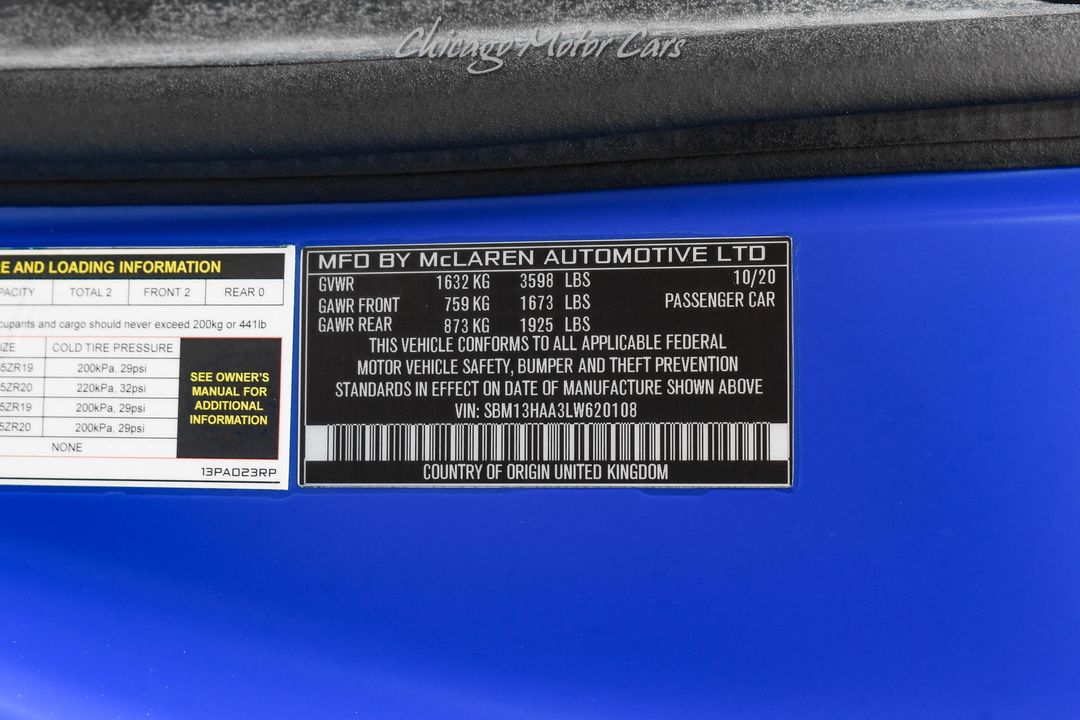 Chicago Motor Cars
E AND LOADING INFORMATION
TOTAL 2 FRONT 2 REAR 0
and cargo should never exceed 200kg or 441lb
COLD TIRE PRESSURE
5ZR19 200kPa, 29psi
5ZR20 220kPa, 32psi
5ZR19 200kPa, 29psi
5ZR20 200kPa, 29psi
NONE
SEE OWNER'S
MANUAL FOR
ADDITIONAL
INFORMATION
13PA023RP
MFD BY McLAREN AUTOMOTIVE LTD
GVWR 1632 KG 3598 LBS 10/20
GAWR FRONT 759 KG 1673 LBS PASSENGER CAR
GAWR REAR 873 KG 1925 LBS
THIS VEHICLE CONFORMS TO ALL APPLICABLE FEDERAL
MOTOR VEHICLE SAFETY, BUMPER AND THEFT PREVENTION
STANDARDS IN EFFECT ON DATE OF MANUFACTURE SHOWN ABOVE
VIN: SBM13HAA3LW620108
COUNTRY OF ORIGIN UNITED KINGDOM